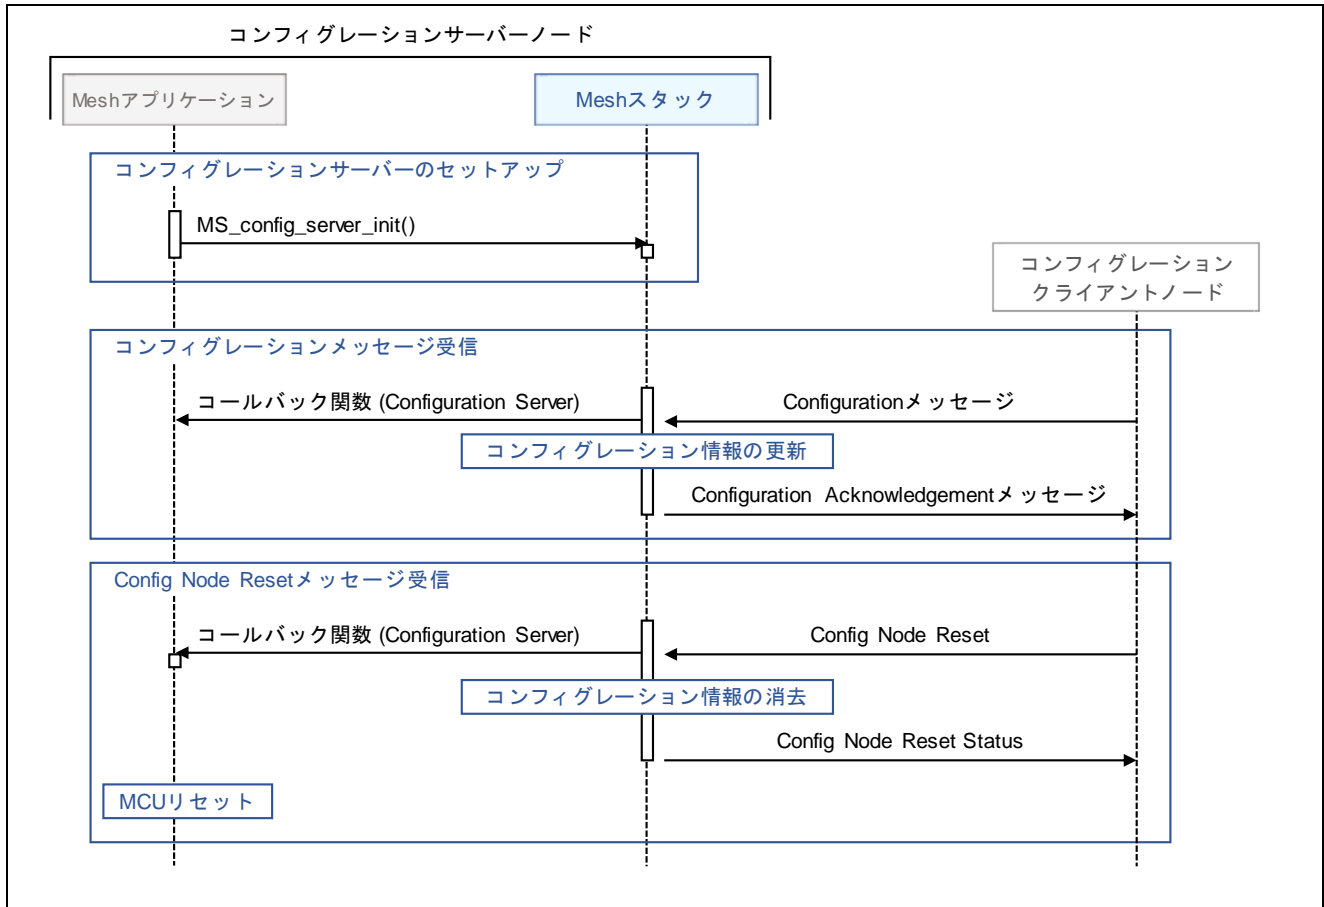 コンフィグレーションサーバーノード
Meshアプリケーション
Meshスタック
コンフィグレーションサーバーのセットアップ
MS_config_server_init()
コンフィグレーション
クライアントノード
コンフィグレーションメッセージ受信
コールバック関数 (Configuration Server)
Configurationメッセージ
コンフィグレーション情報の更新
Configuration Acknowledgementメッセージ
Config Node Resetメッセージ受信
コールバック関数 (Configuration Server)
Config Node Reset
コンフィグレーション情報の消去
Config Node Reset Status
MCUリセット